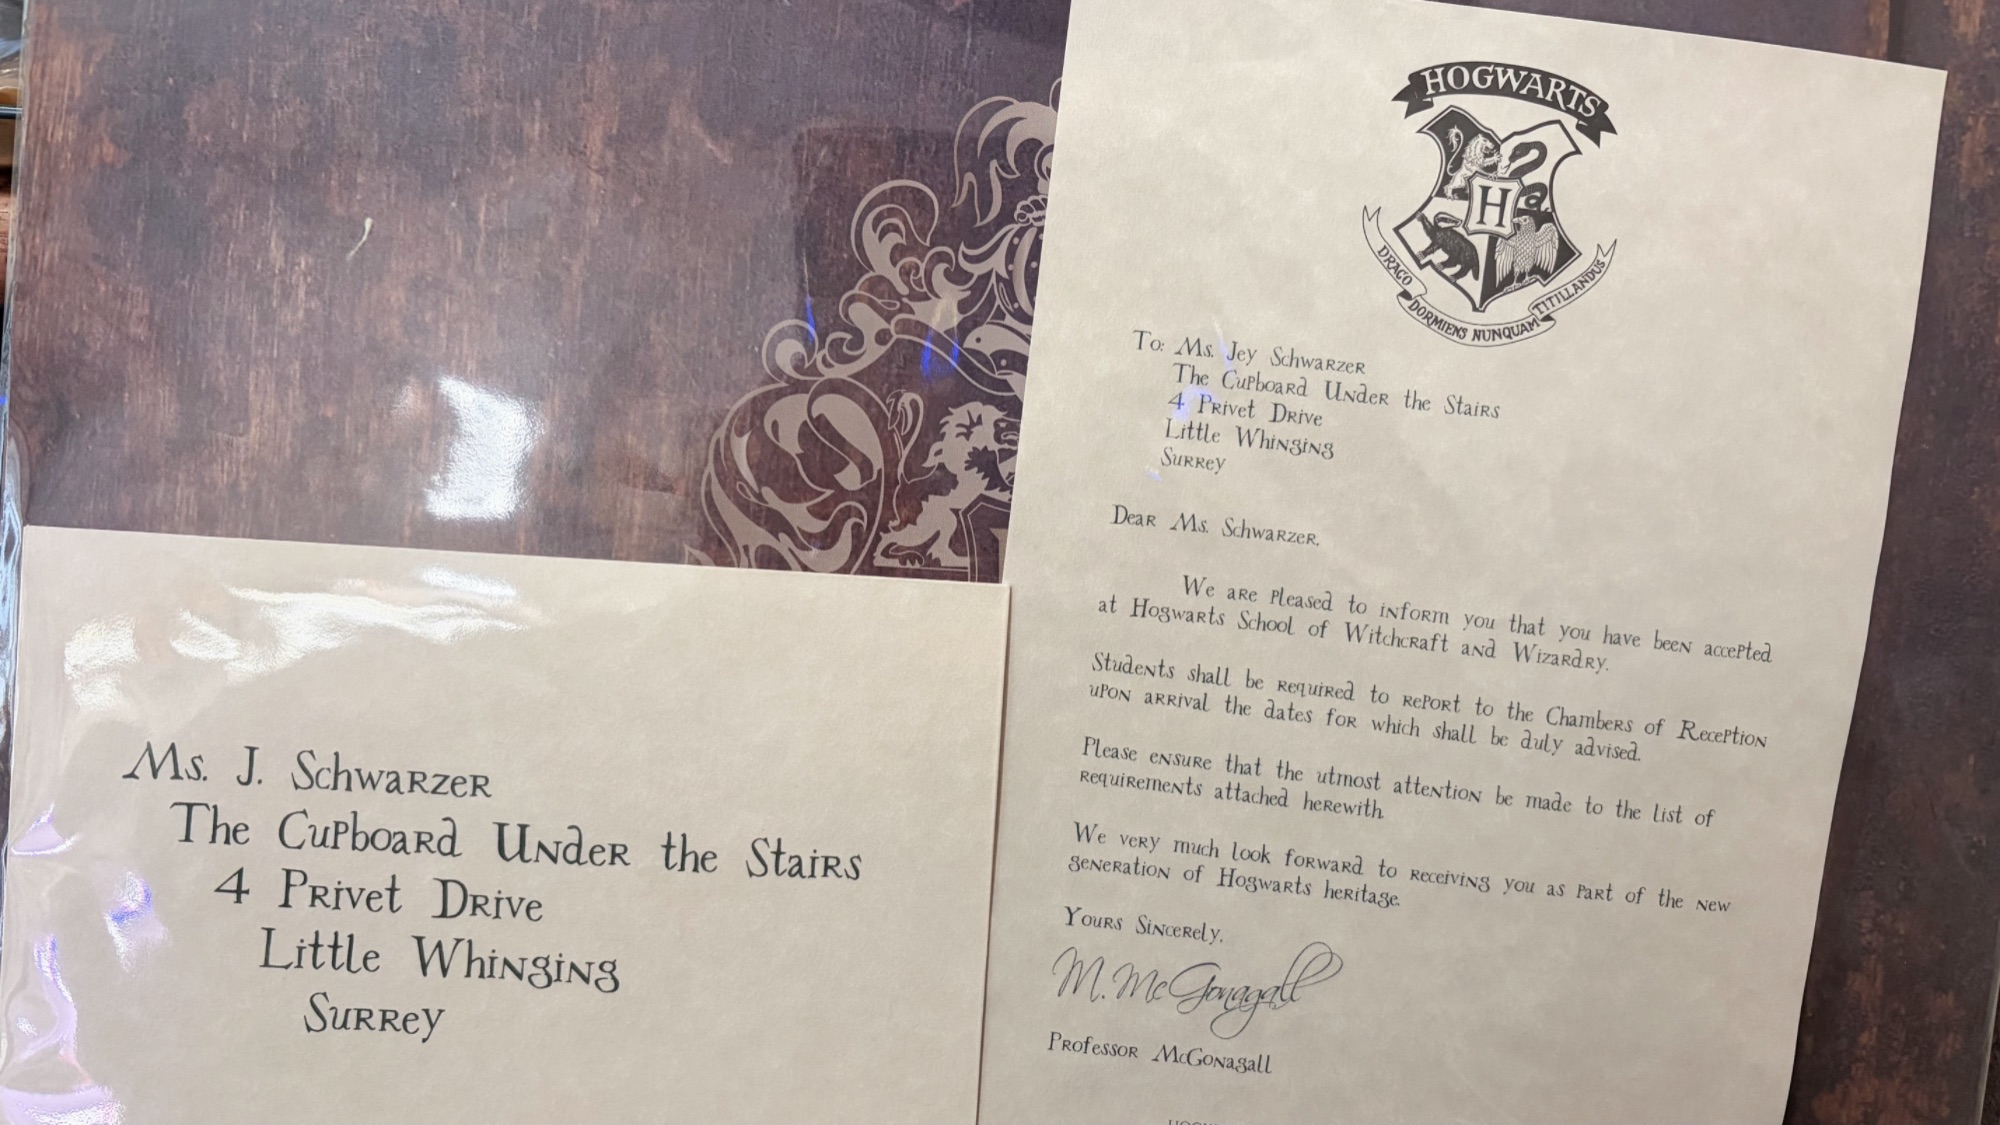 Ms. J. Schwarzer
The Cupboard Under the Stairs
4 Privet Drive
Little Whinging
Surrey
HOGWARTS
H
DRACO DORMIENS NUNQUAM TITILLANDUS
To: Ms. Jey Schwarzer
The Cupboard Under the Stairs
4 Privet Drive
Little Whinging
Surrey
Dear Ms. Schwarzer,
We are pleased to inform you that you have been accepted
at Hogwarts School of Witchcraft and Wizardry.
Students shall be required to report to the Chambers of Reception
upon arrival the dates for which shall be duly advised.
Please ensure that the utmost attention be made to the list of
requirements attached herewith.
We very much look forward to receiving you as part of the new
generation of Hogwarts heritage.
Yours Sincerely,
M. McGonagall
Professor McGonagall